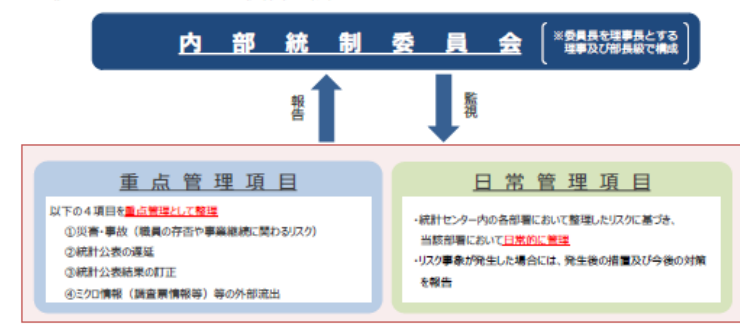 内部統制委員会
※委員長を理事長とする
理事及び部長級で構成
報告
監視
重点管理項目
以下の4項目を重点管理として整理
①災害・事故（職員の存否や事業継続に関わるリスク）
②統計公表の遅延
③統計公表結果の訂正
④ミクロ情報（調査票情報等）等の外部流出
日常管理項目
・統計センター内の各部署において整理したリスクに基づき、
当該部署において日常的に管理
・リスク事象が発生した場合には、発生後の措置及び今後の対策
を報告